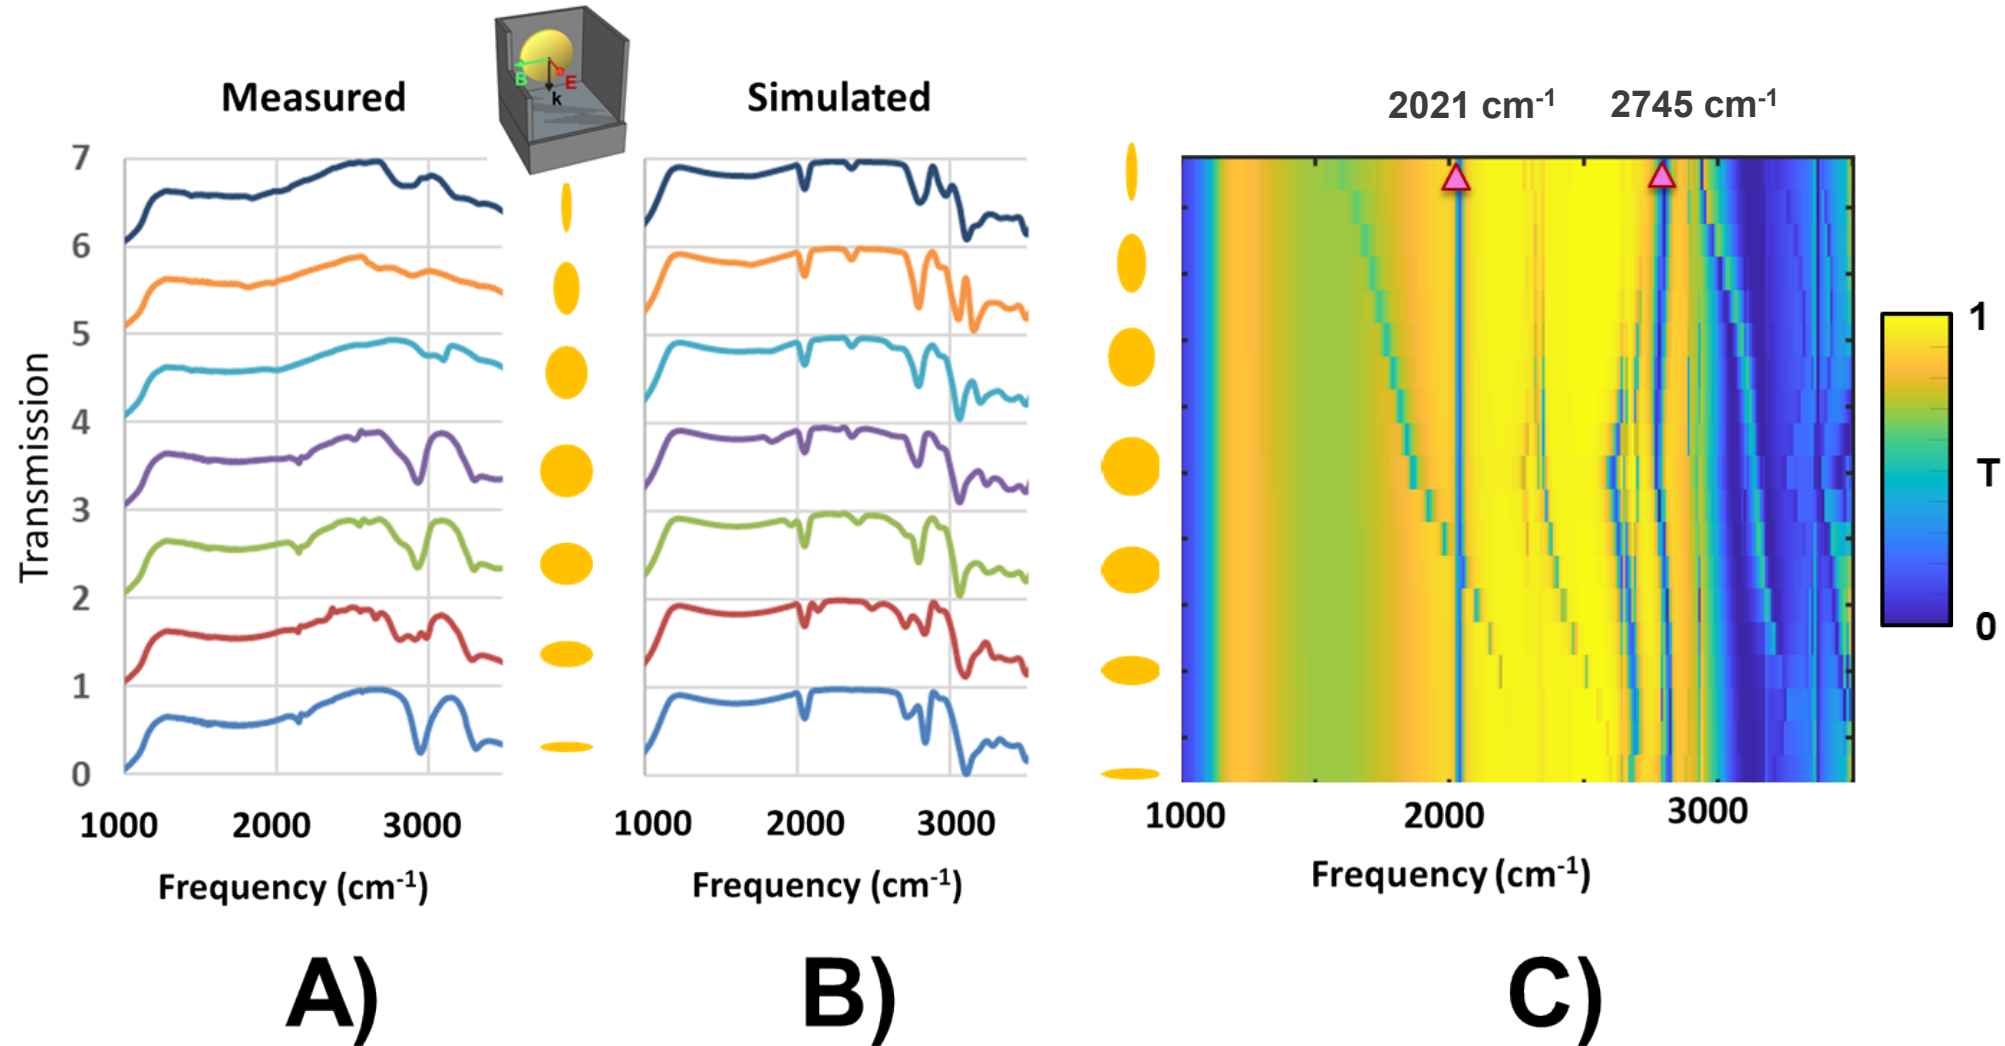 Measured
B
E
k
Simulated
2021 cm-1
2745 cm-1
Transmission
7
6
5
4
3
2
1
0
1000 2000 3000
Frequency (cm-1)
1000 2000 3000
Frequency (cm-1)
1000 2000 3000
Frequency (cm-1)
1
T
0
A)
B)
C)